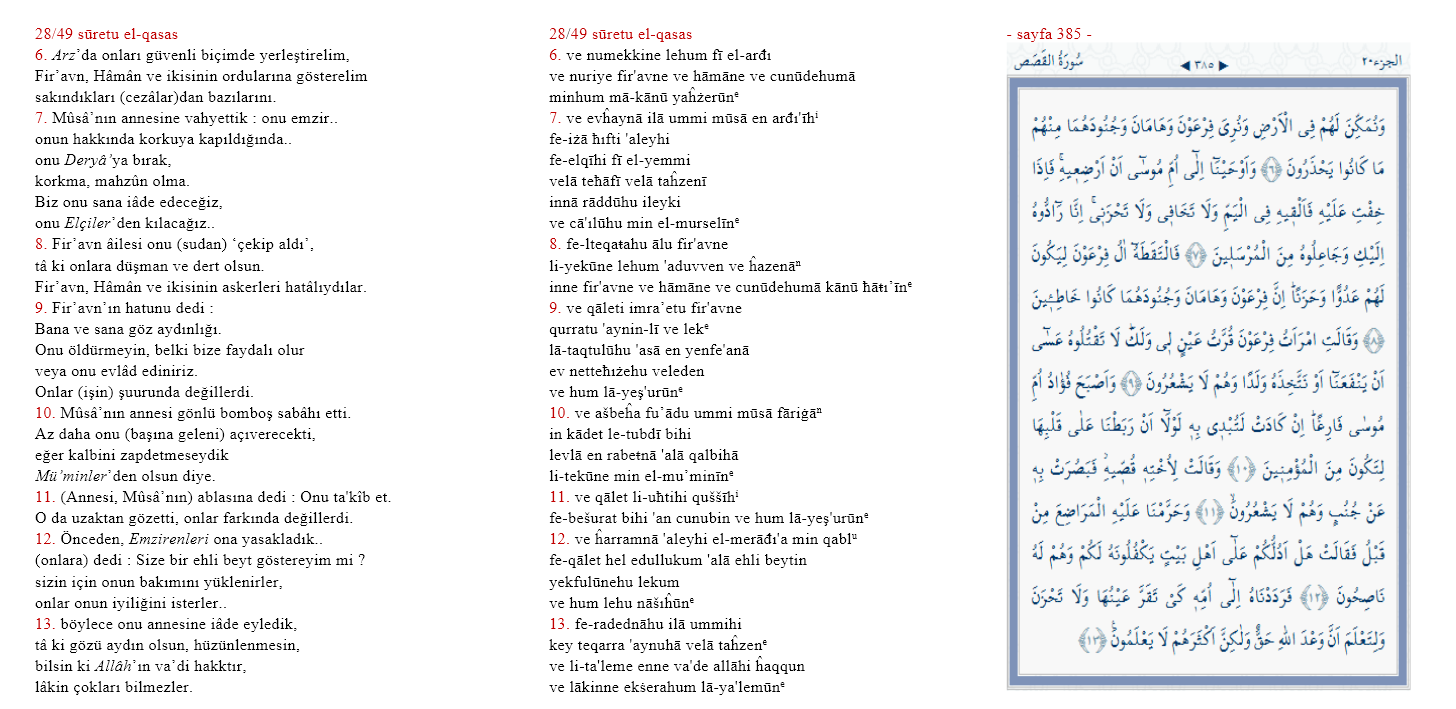 28/49 sūretu el-qasas
6. Arz’da onları güvenli biçimde yerleştirelim,
Fir’avn, Hâmân ve ikisinin ordularına gösterelim
sakındıkları (cezâlar)dan bazılarını.
7. Mûsâ’nın annesine vahyettik : onu emzir..
onun hakkında korkuya kapıldığında..
onu Deryâ’ya bırak,
korkma, mahzûn olma.
Biz onu sana iâde edeceğiz,
onu Elçiler’den kılacağız..
8. Fir’avn âilesi onu (sudan) ‘çekip aldı’,
tâ ki onlara düşman ve dert olsun.
Fir’avn, Hâmân ve ikisinin askerleri hatâlıydılar.
9. Fir’avn’ın hatunu dedi :
Bana ve sana göz aydınlığı.
Onu öldürmeyin, belki bize faydalı olur
veya onu evlâd ediniriz.
Onlar (işin) şuurunda değillerdi.
10. Mûsâ’nın annesi gönlü bomboş sabâhı etti.
Az daha onu (başına geleni) açıverecekti,
eğer kalbini zapdetmeseydik
Mü’minler’den olsun diye.
11. (Annesi, Mûsâ’nın) ablasına dedi : Onu ta'kîb et.
O da uzaktan gözetti, onlar farkında değillerdi.
12. Önceden, Emzirenleri ona yasakladık..
(onlara) dedi : Size bir ehli beyt göstereyim mi ?
sizin için onun bakımını yüklenirler,
onlar onun iyiliğini isterler..
13. böylece onu annesine iâde eyledik,
tâ ki gözü aydın olsun, hüzünlenmesin,
bilsin ki Allâh’ın va’di hakktır,
lâkin çokları bilmezler.
28/49 sūretu el-qasas
6. ve numekkine lehum fī el-arđı
ve nuriye fir'avne ve hāmāne ve cunūdehumā
minhum mā-kānū yaĥżerūnᵉ
7. ve evĥaynā ilā ummi mūsā en arđı'īhⁱ
fe-iżā ħıfti 'aleyhi
fe-elqīhi fī el-yemmi
velā teħāfī velā taĥzenī
innā rāddūhu ileyki
ve cā'ılūhu min el-murselīnᵉ
8. fe-lteqaŧahu ālu fir'avne
li-yekūne lehum 'aduvven ve ĥazenāⁿ
inne fir'avne ve hāmāne ve cunūdehumā kānū ħāŧı’īnᵉ
9. ve qāleti imra’etu fir'avne
qurratu 'aynin-lī ve lekᵉ
lā-taqtulūhu 'asā en yenfe'anā
ev netteħıżehu veleden
ve hum lā-yeş'urūnᵉ
10. ve ašbeĥa fu’ādu ummi mūsā fāriġāⁿ
in kādet le-tubdī bihi
levlā en rabeŧnā 'alā qalbihā
li-tekūne min el-mu’minīnᵉ
11. ve qālet li-uħtihi quššīhⁱ
fe-bešurat bihi 'an cunubin ve hum lā-yeş'urūnᵉ
12. ve ĥarramnā 'aleyhi el-merāđı'a min qablᵘ
fe-qālet hel edullukum 'alā ehli beytin
yekfulūnehu lekum
ve hum lehu nāšıĥūnᵉ
13. fe-radednāhu ilā ummihi
key teqarra 'aynuhā velā taĥzenᵉ
ve li-ta'leme enne va'de allāhi ĥaqqun
ve lākinne ekṡerahum lā-ya'lemūnᵉ
- sayfa 385 -
الجزء٢٠ ◀ ٣٨٥ ▶ سُورَةُ القَصَصِ
وَنُمَكِّنَ لَهُمْ فِي الْاَرْضِ وَنُرِيَ فِرْعَوْنَ وَهَامَانَ وَجُنُودَهُمَا مِنْهُمْ
مَا كَانُوا يَحْذَرُونَ ﴿٦﴾ وَاَوْحَيْنَٓا اِلٰٓى اُمِّ مُوسٰٓى اَنْ اَرْضِعِيهِۚ فَاِذَا
خِفْتِ عَلَيْهِ فَاَلْقِيهِ فِي الْيَمِّ وَلَا تَخَافِي وَلَا تَحْزَنِيۚ اِنَّا رَٓادُّوهُ
اِلَيْكِ وَجَاعِلُوهُ مِنَ الْمُرْسَلِينَ ﴿٧﴾ فَالْتَقَطَهُٓ اٰلُ فِرْعَوْنَ لِيَكُونَ
لَهُمْ عَدُوًّا وَحَزَنًاۜ اِنَّ فِرْعَوْنَ وَهَامَانَ وَجُنُودَهُمَا كَانُوا خَاطِـِٔينَ
﴿٨﴾ وَقَالَتِ امْرَاَتُ فِرْعَوْنَ قُرَّتُ عَيْنٍ لِي وَلَكَۜ لَا تَقْتُلُوهُۗ عَسٰٓى
اَنْ يَنْفَعَنَٓا اَوْ نَتَّخِذَهُ وَلَدًا وَهُمْ لَا يَشْعُرُونَ ﴿٩﴾ وَاَصْبَحَ فُؤٰادُ اُمِّ
مُوسٰى فَارِغًاۜ اِنْ كَادَتْ لَتُبْدِي بِهٖ لَوْلَٓا اَنْ رَبَطْنَا عَلٰى قَلْبِهَا
لِتَكُونَ مِنَ الْمُؤْمِنِينَ ﴿١٠﴾ وَقَالَتْ لِاُخْتِهٖ قُصِّيهِۘ فَبَصُرَتْ بِهٖ
عَنْ جُنُبٍ وَهُمْ لَا يَشْعُرُونَۙ ﴿١١﴾ وَحَرَّمْنَا عَلَيْهِ الْمَرَاضِعَ مِنْ
قَبْلُ فَقَالَتْ هَلْ اَدُلُّكُمْ عَلٰٓى اَهْلِ بَيْتٍ يَكْفُلُونَهُ لَكُمْ وَهُمْ لَهُ
نَاصِحُونَ ﴿١٢﴾ فَرَدَدْنَاهُ اِلٰٓى اُمِّهٖ كَيْ تَقَرَّ عَيْنُهَا وَلَا تَحْزَنَ
وَلِتَعْلَمَ اَنَّ وَعْدَ اللهِ حَقٌّ وَلٰكِنَّ اَكْثَرَهُمْ لَا يَعْلَمُونَ۟ ﴿١٣﴾